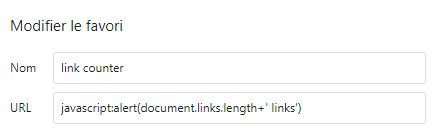 Modifier le favori
Nom link counter
URL javascript:alert(document.links.length+' links')